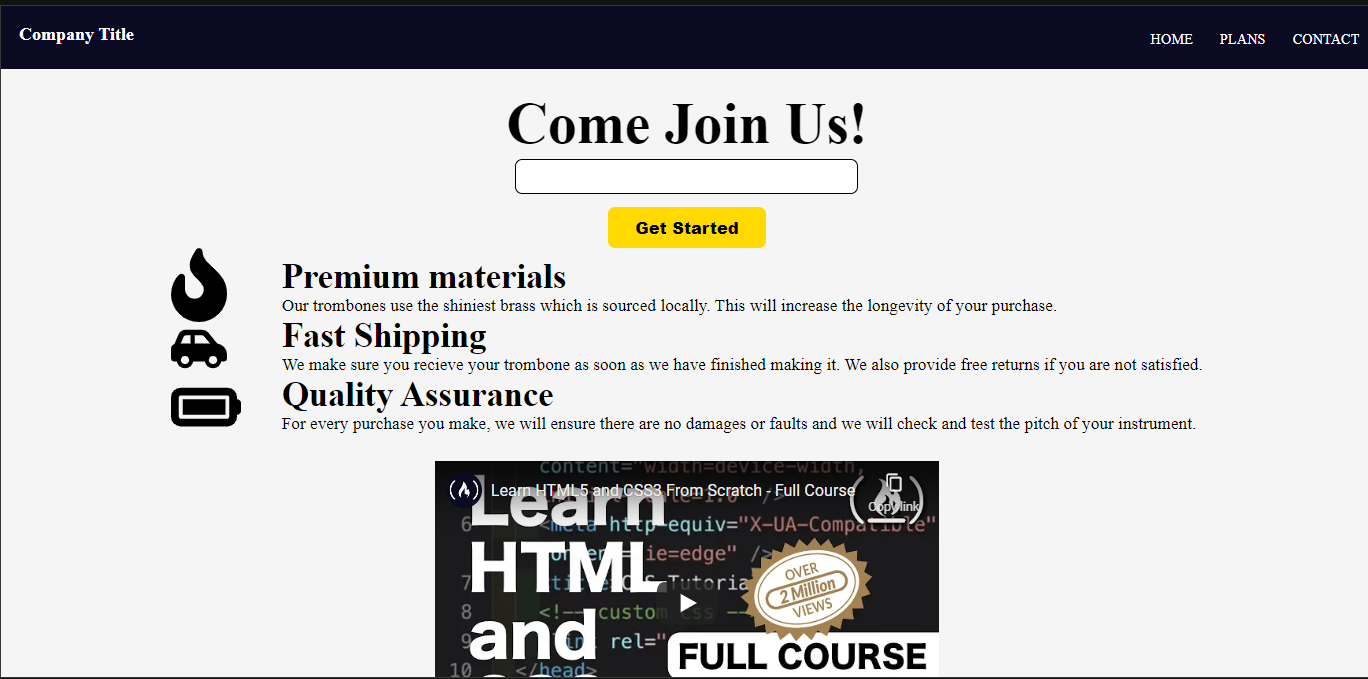 Company Title
HOME PLANS CONTACT
Come Join Us!
Get Started
Premium materials
Our trombones use the shiniest brass which is sourced locally. This will increase the longevity of your purchase.
Fast Shipping
We make sure you recieve your trombone as soon as we have finished making it. We also provide free returns if you are not satisfied.
Quality Assurance
For every purchase you make, we will ensure there are no damages or faults and we will check and test the pitch of your instrument.
content="width=device-width,
Learn HTML5 and CSS3 From Scratch - Full Course
Copy link
Learn
6 <meta http-equiv="X-UA-Compatible"
HTML
ie=edge" />
7
OVER
2 Million
VIEWS
8 <!-- custom css --
and
9 link rel="
FULL COURSE
10 </head>